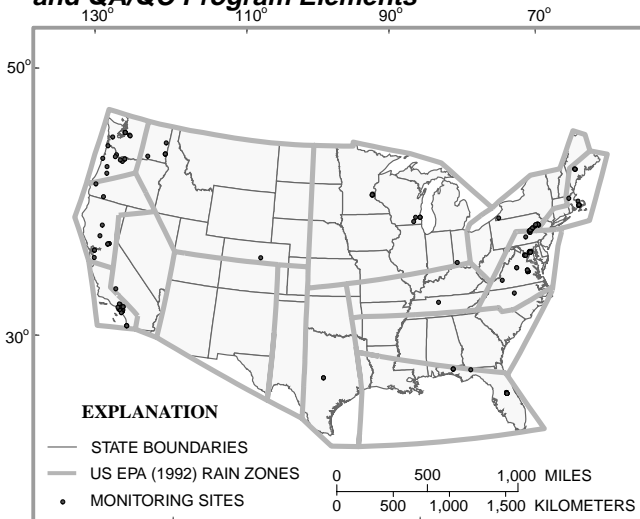 and QA/QC Program Elements
130° 110° 90° 70°
50°
30°
EXPLANATION
STATE BOUNDARIES
US EPA (1992) RAIN ZONES
MONITORING SITES
0 500 1,000 MILES
0 500 1,000 1,500 KILOMETERS